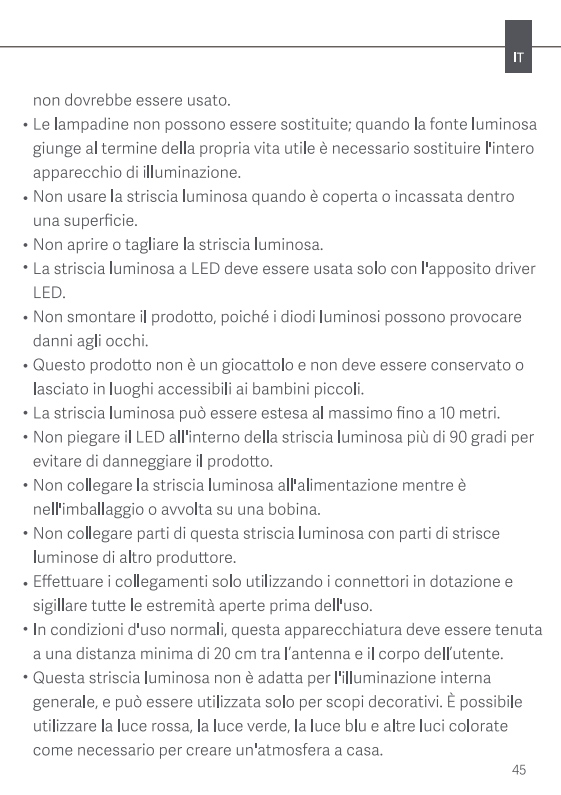 IT
non dovrebbe essere usato.
• Le lampadine non possono essere sostituite; quando la fonte luminosa
giunge al termine della propria vita utile è necessario sostituire l'intero
apparecchio di illuminazione.
• Non usare la striscia luminosa quando è coperta o incassata dentro
una superficie.
• Non aprire o tagliare la striscia luminosa.
• La striscia luminosa a LED deve essere usata solo con l'apposito driver
LED.
• Non smontare il prodotto, poiché i diodi luminosi possono provocare
danni agli occhi.
• Questo prodotto non è un giocattolo e non deve essere conservato o
lasciato in luoghi accessibili ai bambini piccoli.
• La striscia luminosa può essere estesa al massimo fino a 10 metri.
• Non piegare il LED all'interno della striscia luminosa più di 90 gradi per
evitare di danneggiare il prodotto.
• Non collegare la striscia luminosa all'alimentazione mentre è
nell'imballaggio o avvolta su una bobina.
• Non collegare parti di questa striscia luminosa con parti di strisce
luminose di altro produttore.
• Effettuare i collegamenti solo utilizzando i connettori in dotazione e
sigillare tutte le estremità aperte prima dell'uso.
• In condizioni d'uso normali, questa apparecchiatura deve essere tenuta
a una distanza minima di 20 cm tra l’antenna e il corpo dell’utente.
• Questa striscia luminosa non è adatta per l'illuminazione interna
generale, e può essere utilizzata solo per scopi decorativi. È possibile
utilizzare la luce rossa, la luce verde, la luce blu e altre luci colorate
come necessario per creare un'atmosfera a casa.
45